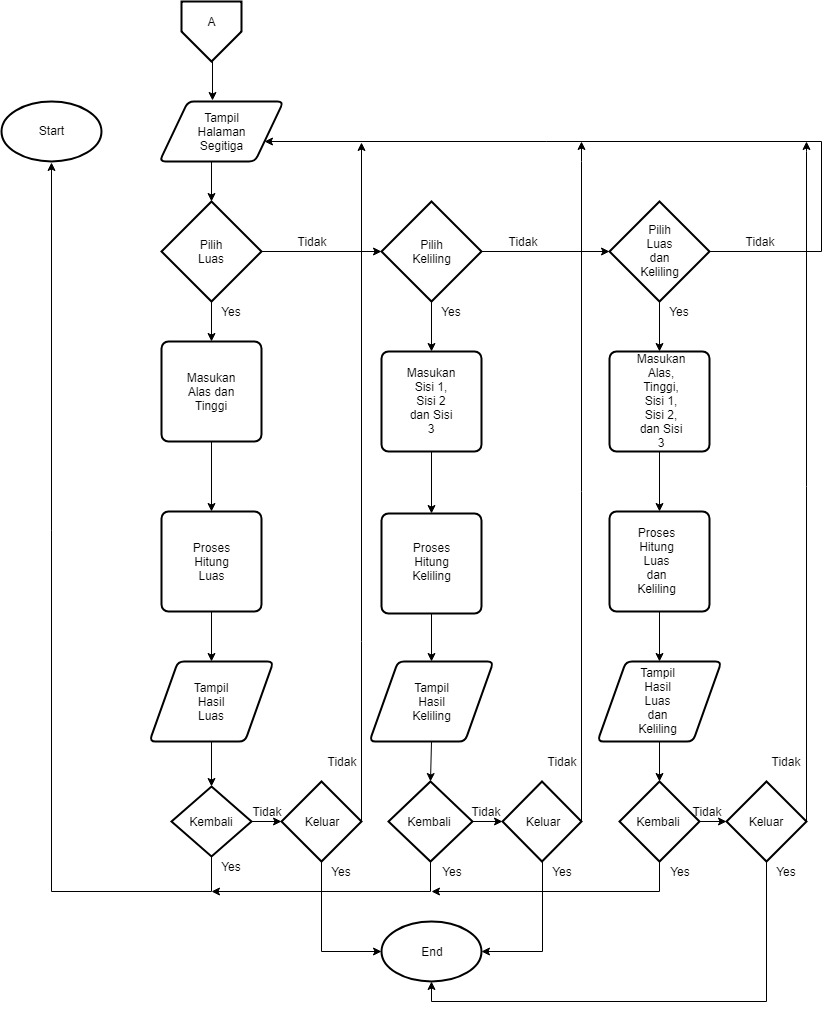 A
Tampil
Halaman
Segitiga
Start
Pilih
Luas
Tidak
Pilih
Keliling
Tidak
Pilih
Luas
dan
Keliling
Tidak
Yes
Yes
Yes
Masukan
Alas dan
Tinggi
Masukan
Sisi 1,
Sisi 2
dan Sisi
3
Masukan
Alas,
Tinggi,
Sisi 1,
Sisi 2,
dan Sisi
3
Proses
Hitung
Luas
Proses
Hitung
Keliling
Proses
Hitung
Luas
dan
Keliling
Tampil
Hasil
Luas
Tampil
Hasil
Keliling
Tampil
Hasil
Luas
dan
Keliling
Tidak
Tidak
Tidak
Kembali
Tidak
Keluar
Kembali
Tidak
Keluar
Kembali
Tidak
Keluar
Yes
Yes
Yes
Yes
Yes
Yes
End